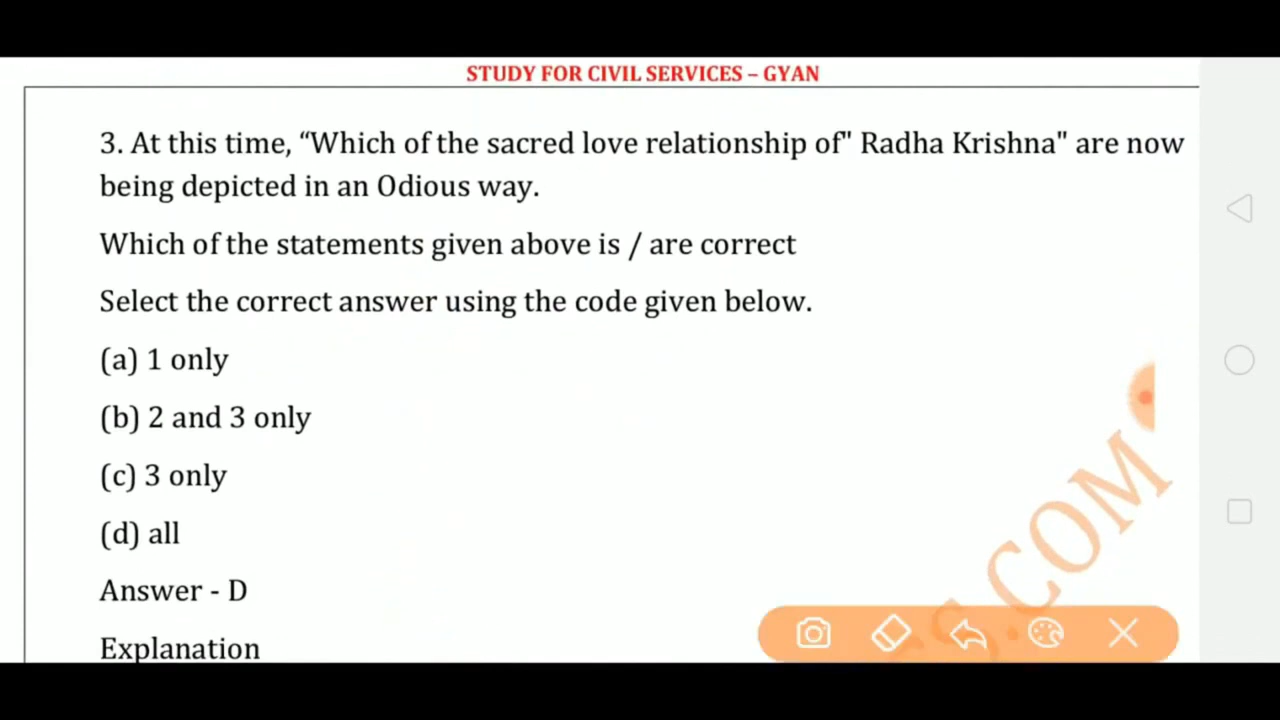 STUDY FOR CIVIL SERVICES – GYAN
3. At this time, “Which of the sacred love relationship of" Radha Krishna" are now
being depicted in an Odious way.
Which of the statements given above is / are correct
Select the correct answer using the code given below.
(a) 1 only
(b) 2 and 3 only
(c) 3 only
(d) all
Answer - D
Explanation
S.COM